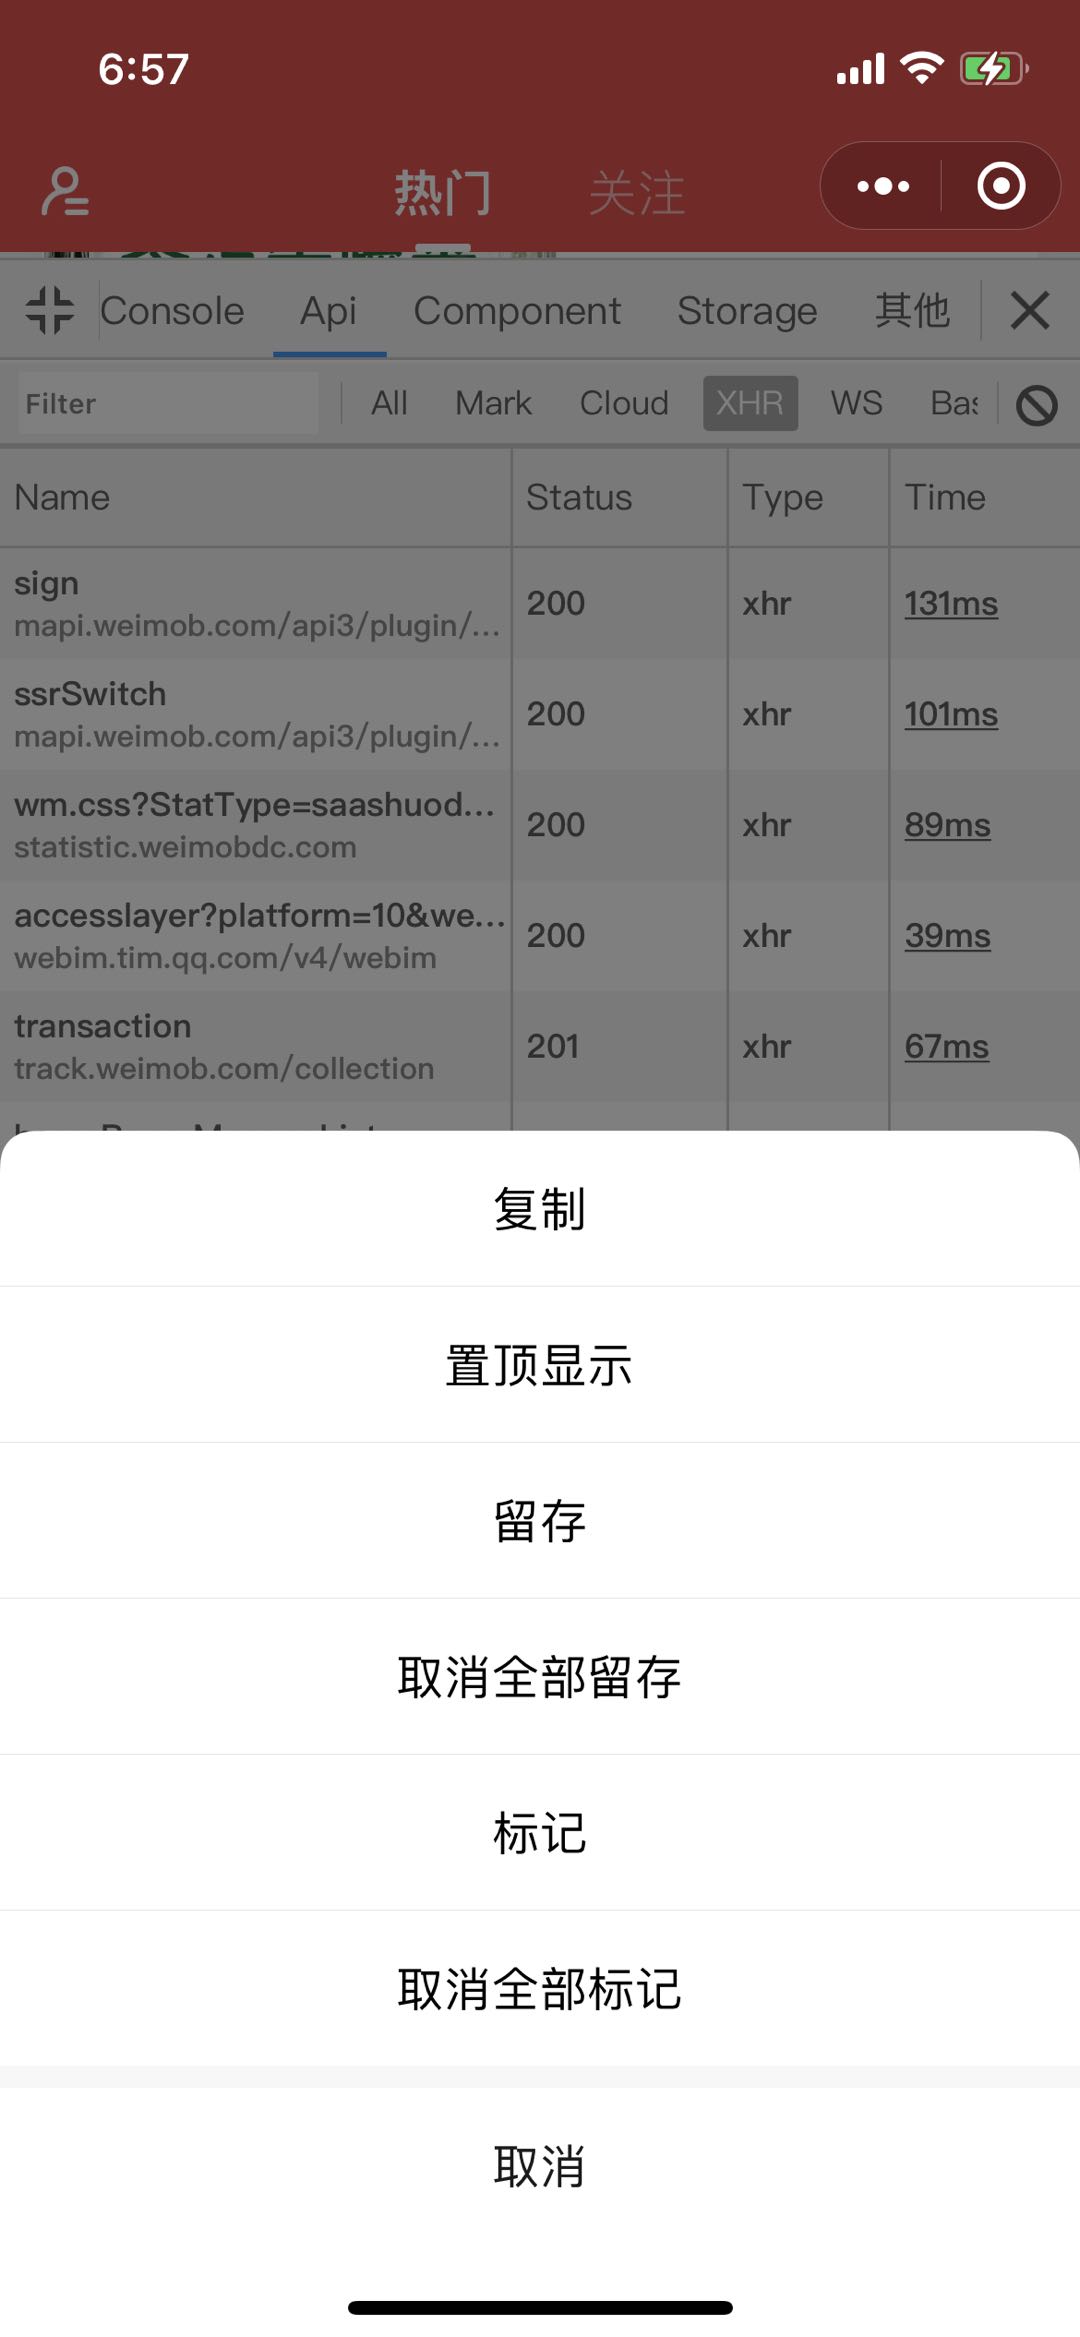 6:57
热门
关注
Console
Api
Component
Storage
其他
Filter
All
Mark
Cloud
XHR
WS
Name
Status
Type
Time
sign
mapi.weimob.com/api3/plugin/...
200
xhr
131ms
ssrSwitch
mapi.weimob.com/api3/plugin/...
200
xhr
101ms
wm.css?StatType=saashuod...
statistic.weimobdc.com
200
xhr
89ms
accesslayer?platform=10&we...
webim.tim.qq.com/v4/webim
200
xhr
39ms
transaction
track.weimob.com/collection
201
xhr
67ms
复制
置顶显示
留存
取消全部留存
标记
取消全部标记
取消